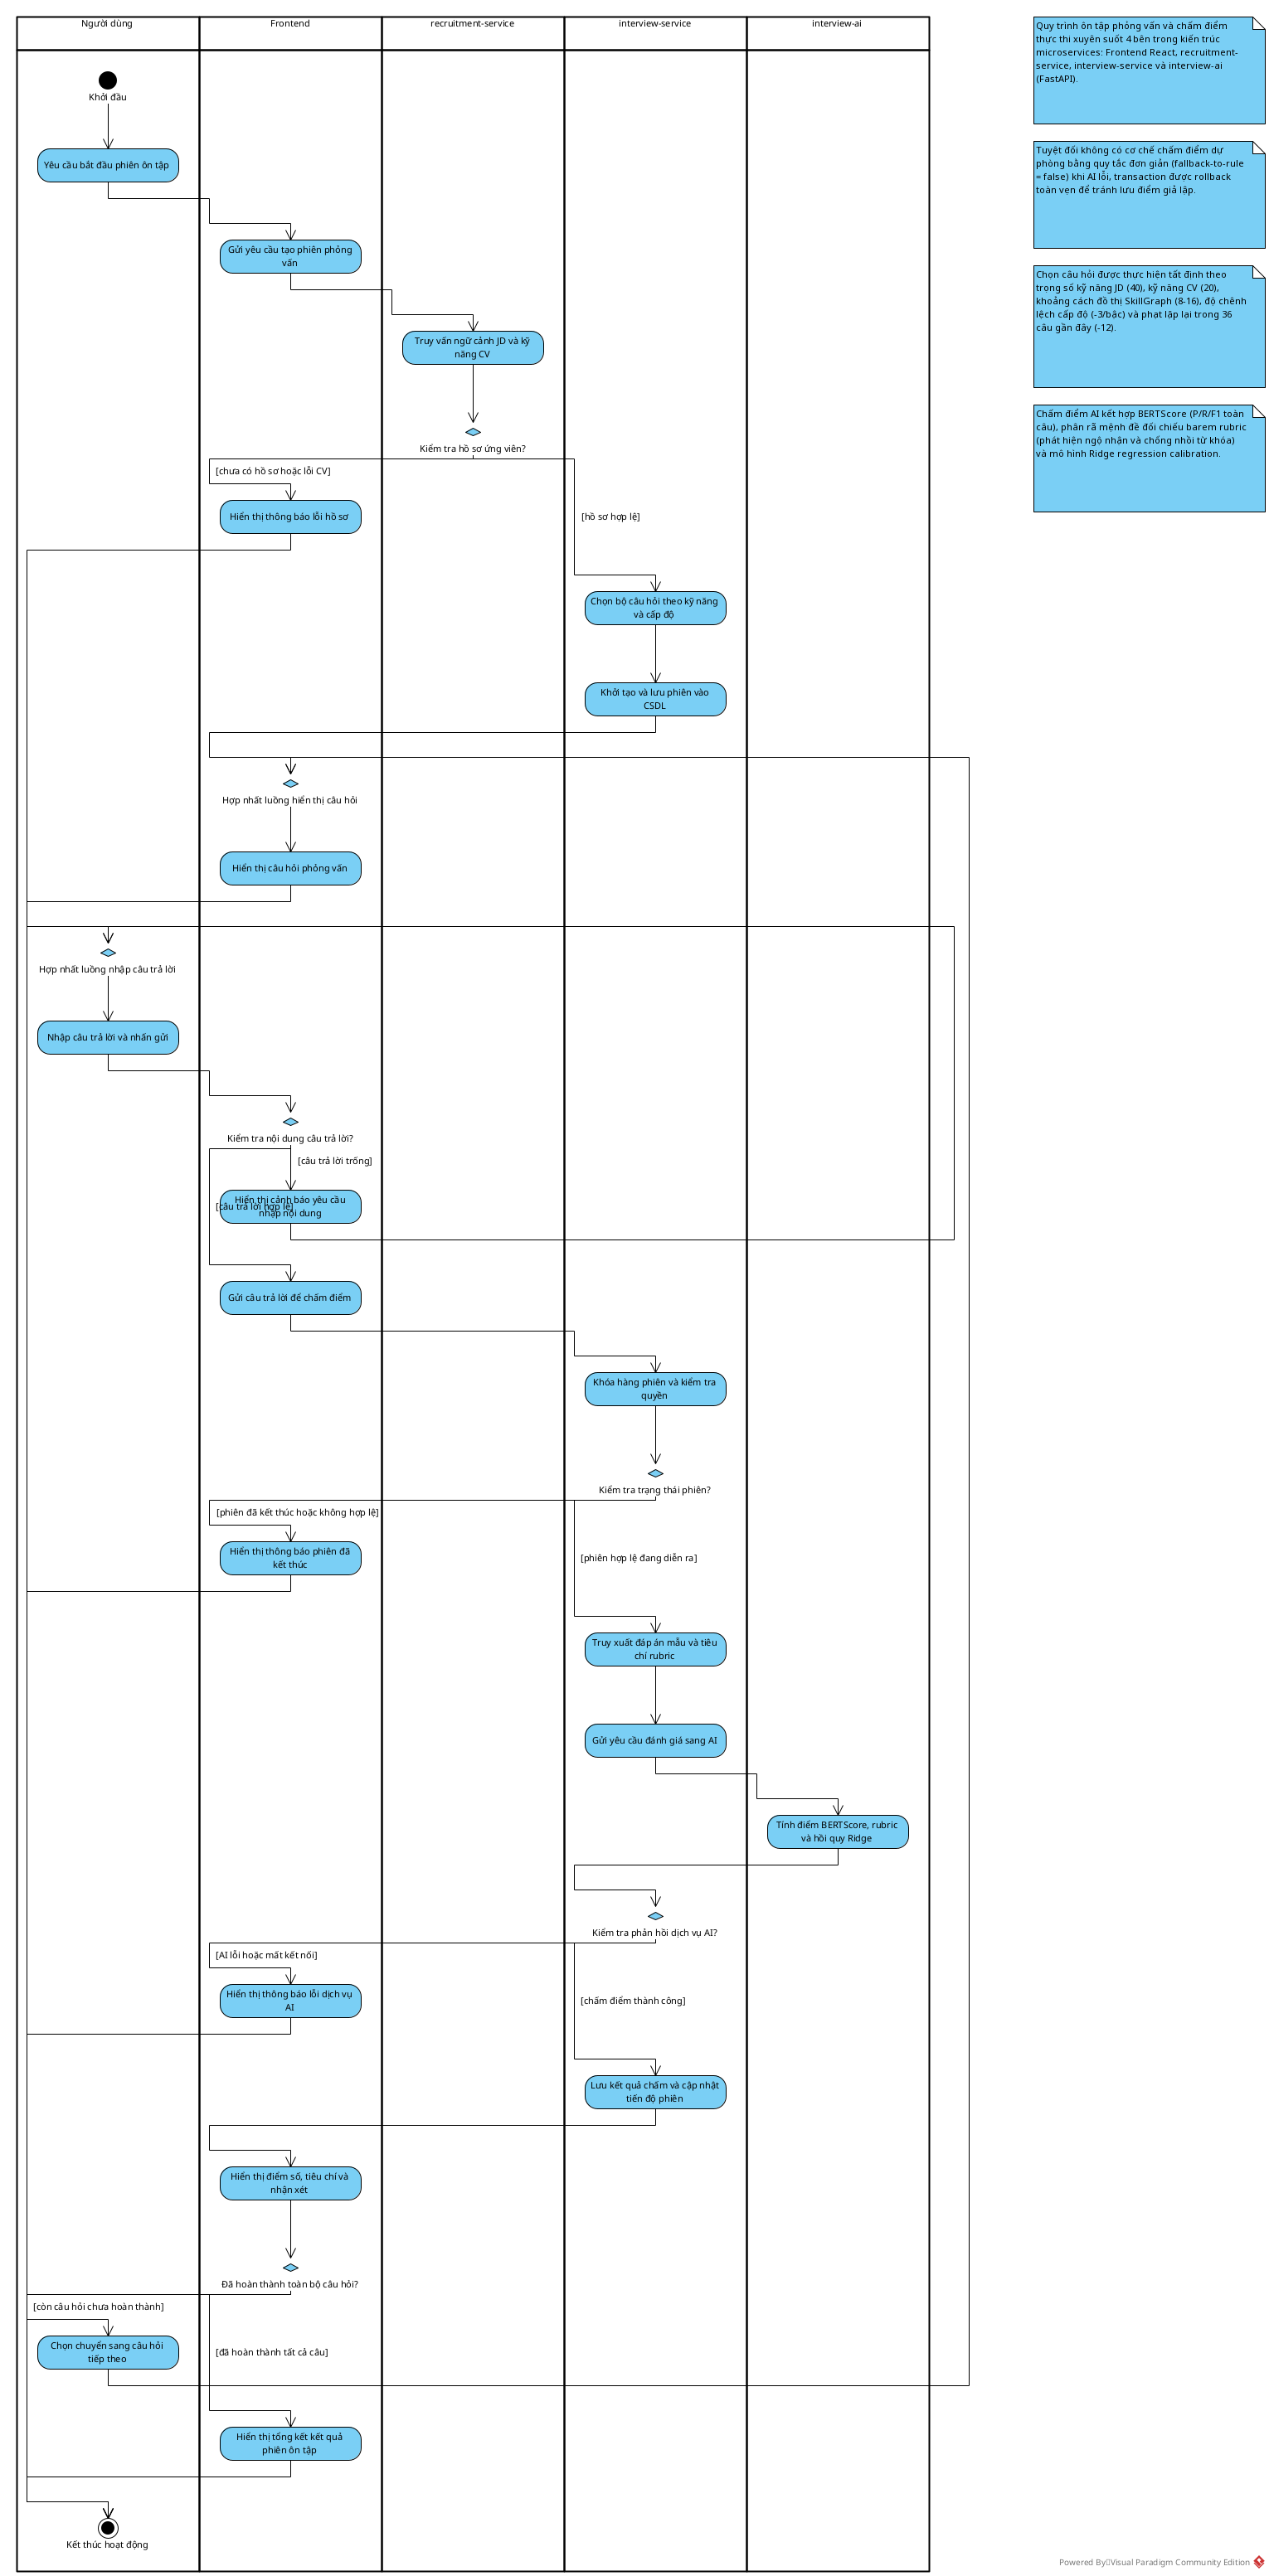 Người dùng
Frontend
recruitment-service
interview-service
interview-ai
Quy trình ôn tập phỏng vấn và chấm điểm
thực thi xuyên suốt 4 bên trong kiến trúc
microservices: Frontend React, recruitment-
service, interview-service và interview-ai
(FastAPI).
Tuyệt đối không có cơ chế chấm điểm dự
phòng bằng quy tắc đơn giản (fallback-to-rule
= false) khi AI lỗi, transaction được rollback
toàn vẹn để tránh lưu điểm giả lập.
Chọn câu hỏi được thực hiện tất định theo
trọng số kỹ năng JD (40), kỹ năng CV (20),
khoảng cách đồ thị SkillGraph (8-16), độ chênh
lệch cấp độ (-3/bậc) và phạt lặp lại trong 36
câu gần đây (-12).
Chấm điểm AI kết hợp BERTScore (P/R/F1 toàn
câu), phân rã mệnh đề đối chiếu barem rubric
(phát hiện ngộ nhận và chống nhồi từ khóa)
và mô hình Ridge regression calibration.
Khởi đầu
Yêu cầu bắt đầu phiên ôn tập
Gửi yêu cầu tạo phiên phỏng
vấn
Truy vấn ngữ cảnh JD và kỹ
năng CV
Kiểm tra hồ sơ ứng viên?
[chưa có hồ sơ hoặc lỗi CV]
Hiển thị thông báo lỗi hồ sơ
[hồ sơ hợp lệ]
Chọn bộ câu hỏi theo kỹ năng
và cấp độ
Khởi tạo và lưu phiên vào
CSDL
Hợp nhất luồng hiển thị câu hỏi
Hiển thị câu hỏi phỏng vấn
Hợp nhất luồng nhập câu trả lời
Nhập câu trả lời và nhấn gửi
Kiểm tra nội dung câu trả lời?
[câu trả lời trống]
Hiển thị cảnh báo yêu cầu
nhập nội dung
[câu trả lời hợp lệ]
Gửi câu trả lời để chấm điểm
Khóa hàng phiên và kiểm tra
quyền
Kiểm tra trạng thái phiên?
[phiên đã kết thúc hoặc không hợp lệ]
Hiển thị thông báo phiên đã
kết thúc
[phiên hợp lệ đang diễn ra]
Truy xuất đáp án mẫu và tiêu
chí rubric
Gửi yêu cầu đánh giá sang AI
Tính điểm BERTScore, rubric
và hồi quy Ridge
Kiểm tra phản hồi dịch vụ AI?
[AI lỗi hoặc mất kết nối]
Hiển thị thông báo lỗi dịch vụ
AI
[chấm điểm thành công]
Lưu kết quả chấm và cập nhật
tiến độ phiên
Hiển thị điểm số, tiêu chí và
nhận xét
Đã hoàn thành toàn bộ câu hỏi?
[còn câu hỏi chưa hoàn thành]
Chọn chuyển sang câu hỏi
tiếp theo
[đã hoàn thành tất cả câu]
Hiển thị tổng kết kết quả
phiên ôn tập
Kết thúc hoạt động
Powered By Visual Paradigm Community Edition